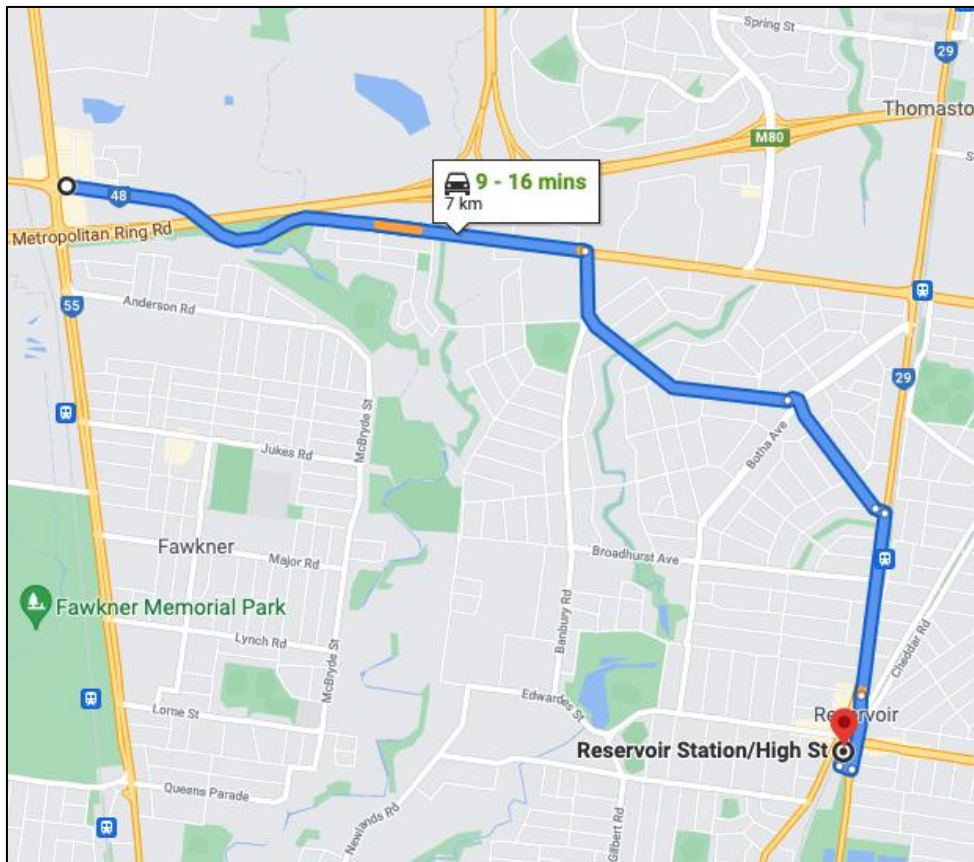 Spring St
29
Thomasto
M80
9 - 16 mins
7 km
48
Metropolitan Ring Rd
Anderson Rd
55
29
McBryde St
Botha Ave
Jukes Rd
Fawkner
Major Rd
Broadhurst Ave
Fawkner Memorial Park
Banbury Rd
Cheddar Rd
Lynch Rd
McBryde St
Edwardes St
Lorne St
Reservoir
Reservoir Station/High St
Queens Parade
Newlands Rd
Gilbert Rd
S